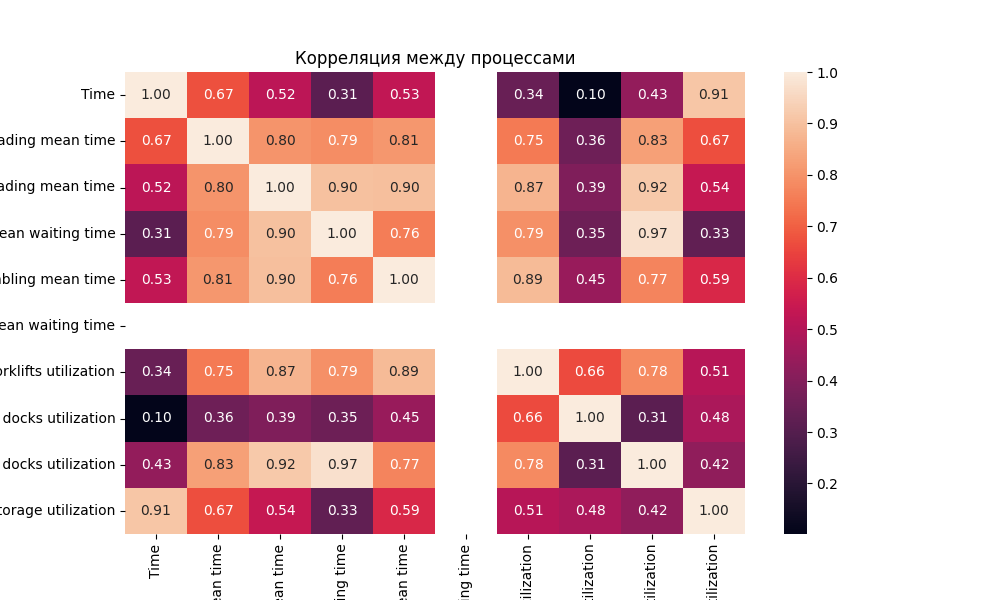 Корреляция между процессами
Time 1.00 0.67 0.52 0.31 0.53 0.34 0.10 0.43 0.91
ading mean time 0.67 1.00 0.80 0.79 0.81 0.75 0.36 0.83 0.67
ading mean time 0.52 0.80 1.00 0.90 0.90 0.87 0.39 0.92 0.54
ean waiting time 0.31 0.79 0.90 1.00 0.76 0.79 0.35 0.97 0.33
bling mean time 0.53 0.81 0.90 0.76 1.00 0.89 0.45 0.77 0.59
ean waiting time
orklifts utilization 0.34 0.75 0.87 0.79 0.89 1.00 0.66 0.78 0.51
docks utilization 0.10 0.36 0.39 0.35 0.45 0.66 1.00 0.31 0.48
docks utilization 0.43 0.83 0.92 0.97 0.77 0.78 0.31 1.00 0.42
torage utilization 0.91 0.67 0.54 0.33 0.59 0.51 0.48 0.42 1.00
Time
ean time
ean time
ing time
ean time
ing time
ilization
ilization
ilization
ilization
1.0
0.9
0.8
0.7
0.6
0.5
0.4
0.3
0.2